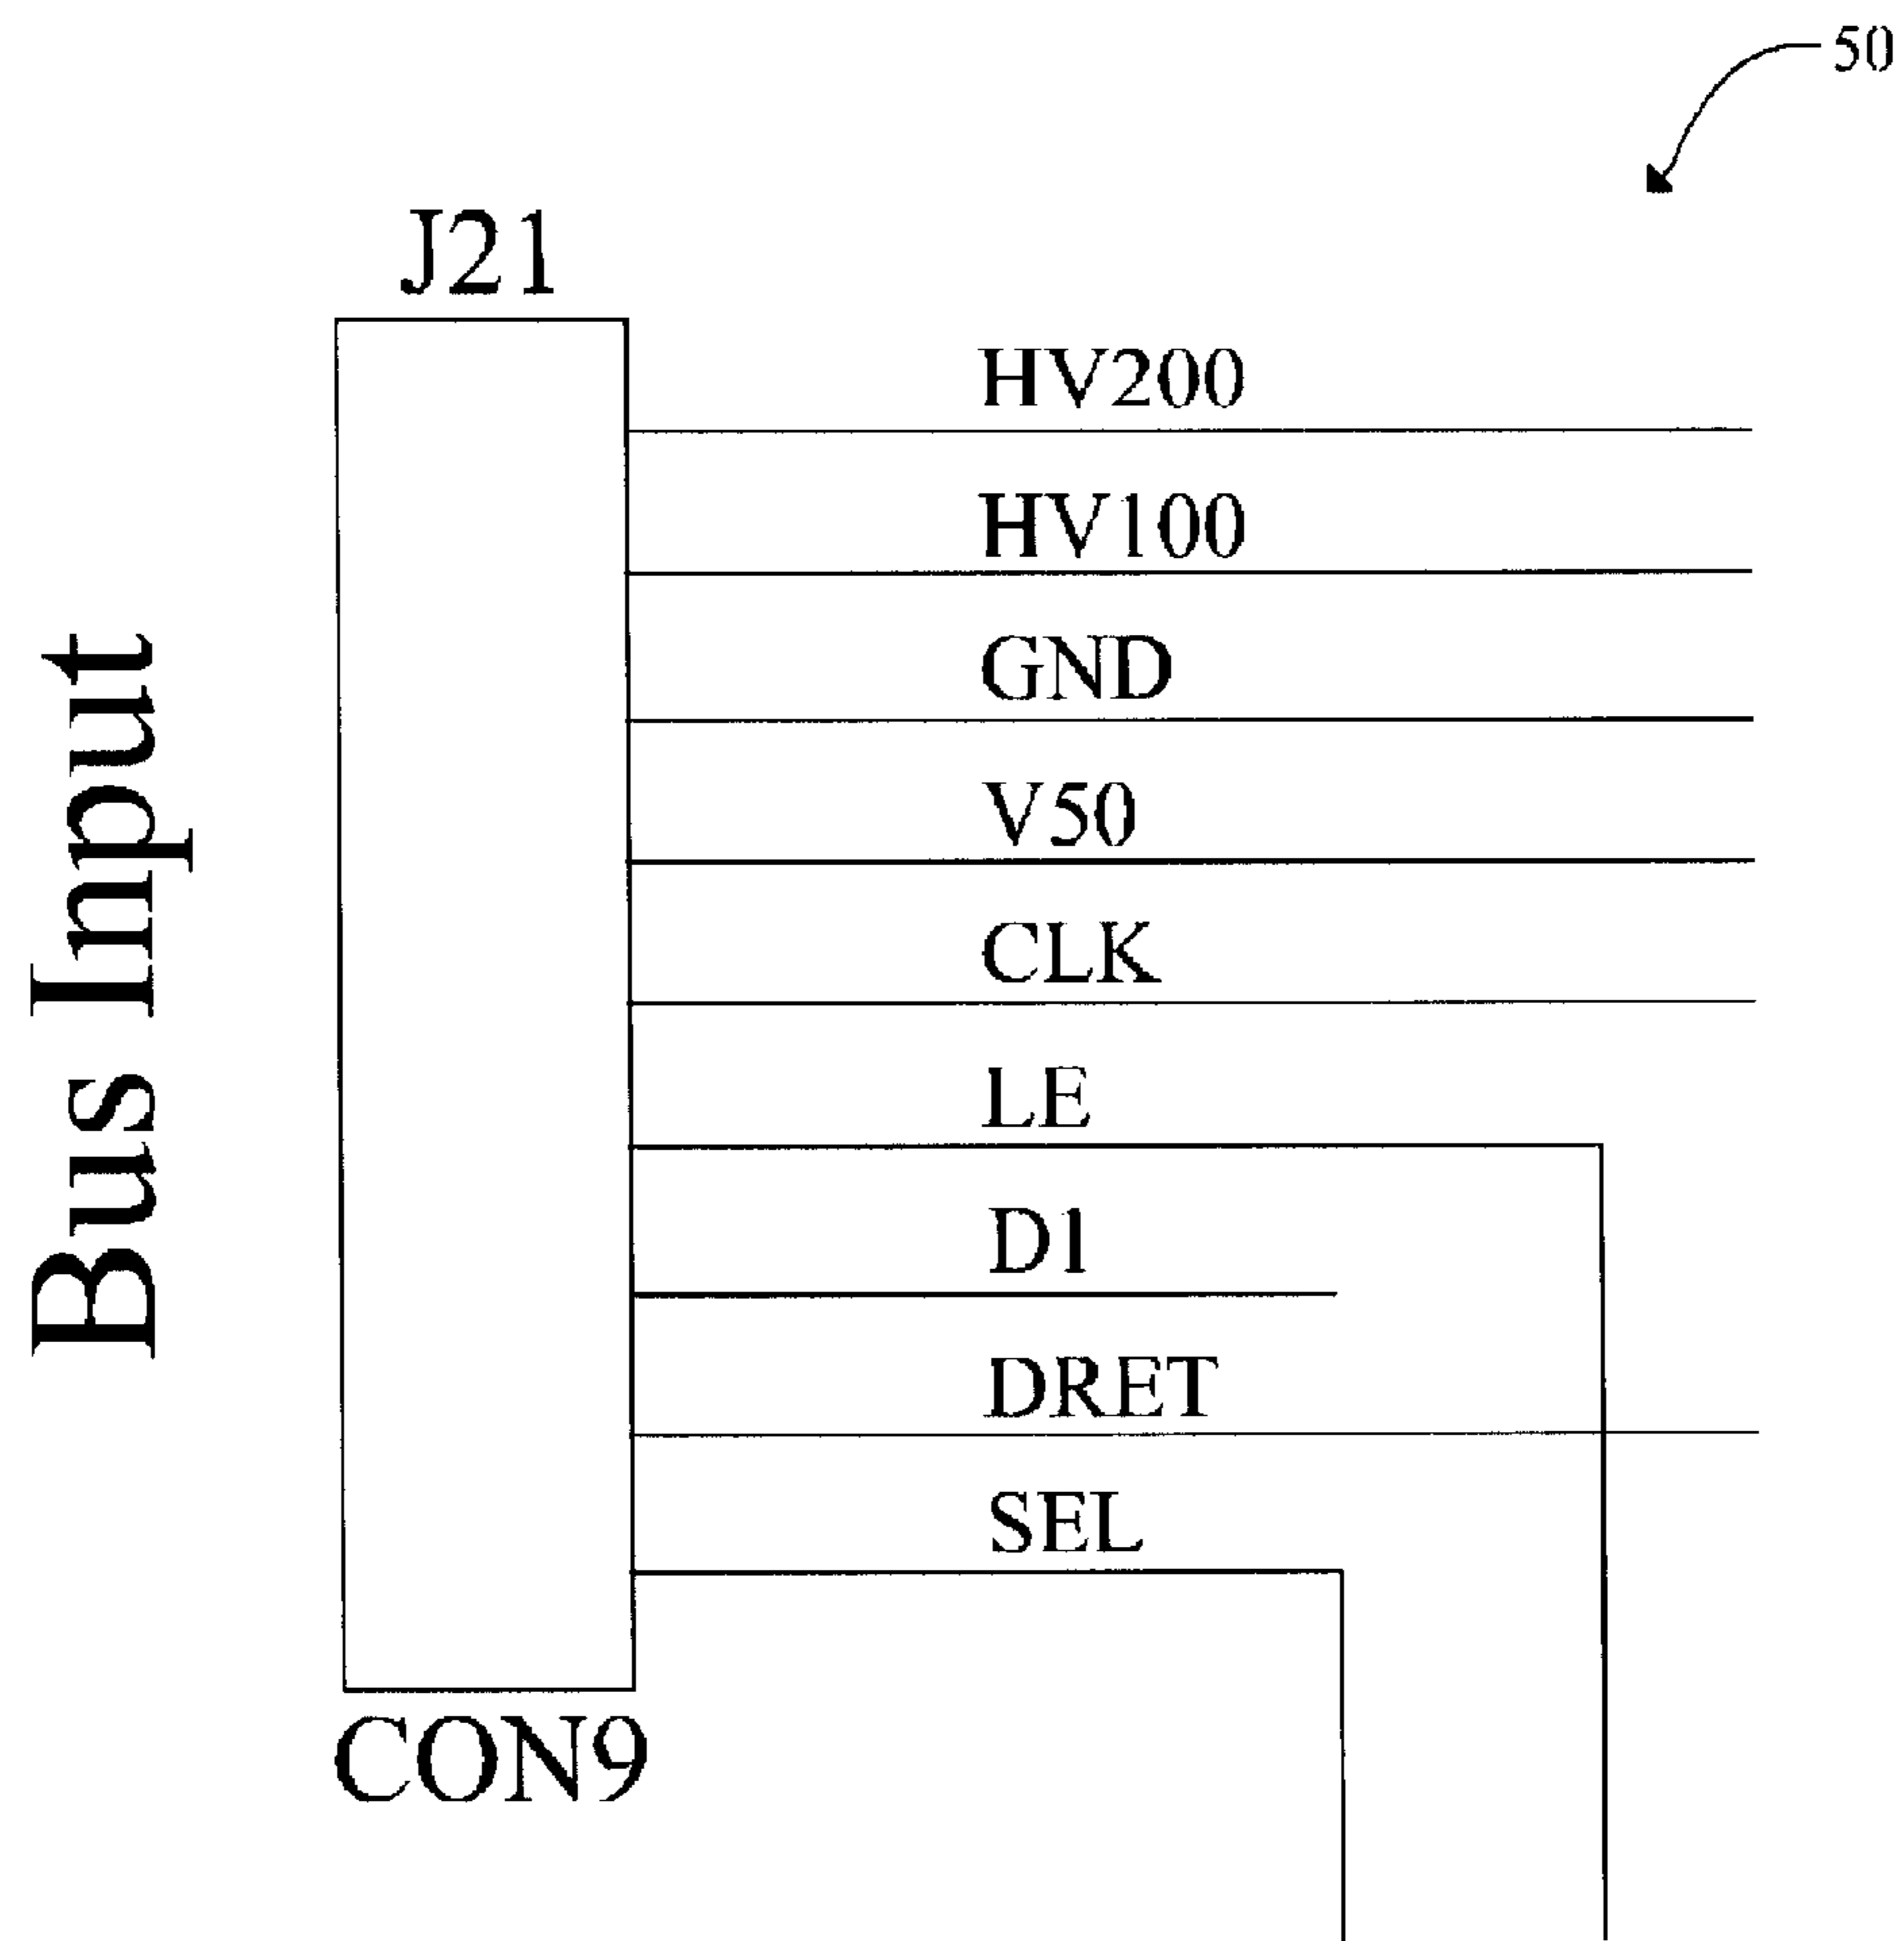 50
J21
HV200
HV100
GND
V50
CLK
LE
D1
DRET
SEL
CON9
Bus Input